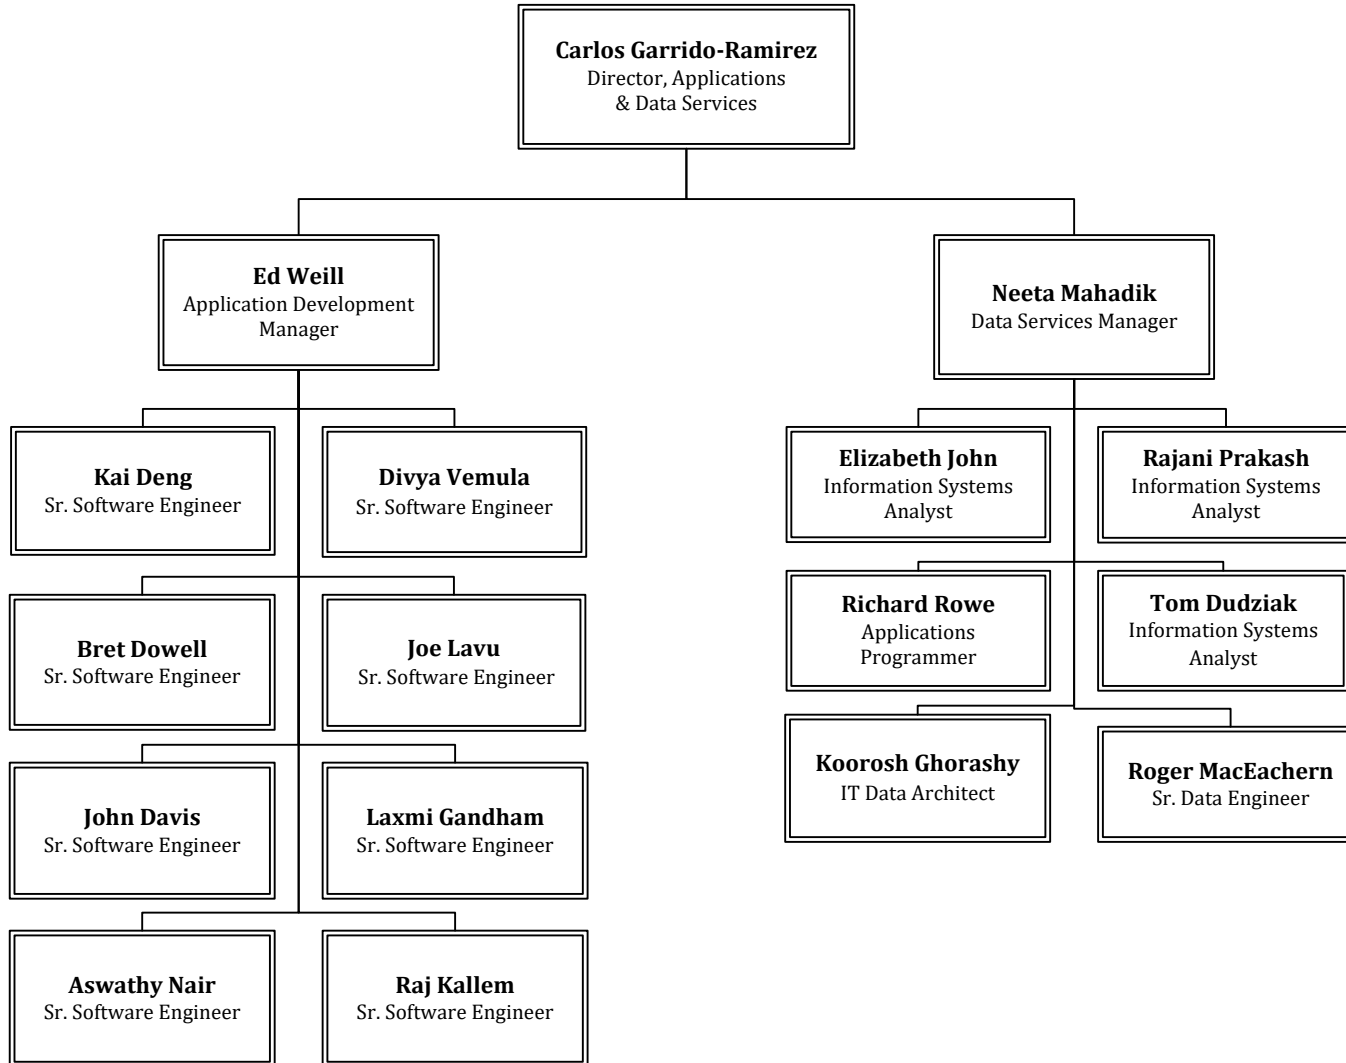 Carlos Garrido-Ramirez
Director, Applications
& Data Services
Ed Weill
Application Development
Manager
Neeta Mahadik
Data Services Manager
Kai Deng
Sr. Software Engineer
Divya Vemula
Sr. Software Engineer
Elizabeth John
Information Systems
Analyst
Rajani Prakash
Information Systems
Analyst
Bret Dowell
Sr. Software Engineer
Joe Lavu
Sr. Software Engineer
Richard Rowe
Applications
Programmer
Tom Dudziak
Information Systems
Analyst
John Davis
Sr. Software Engineer
Laxmi Gandham
Sr. Software Engineer
Koorosh Ghorashy
IT Data Architect
Roger MacEachern
Sr. Data Engineer
Aswathy Nair
Sr. Software Engineer
Raj Kallem
Sr. Software Engineer